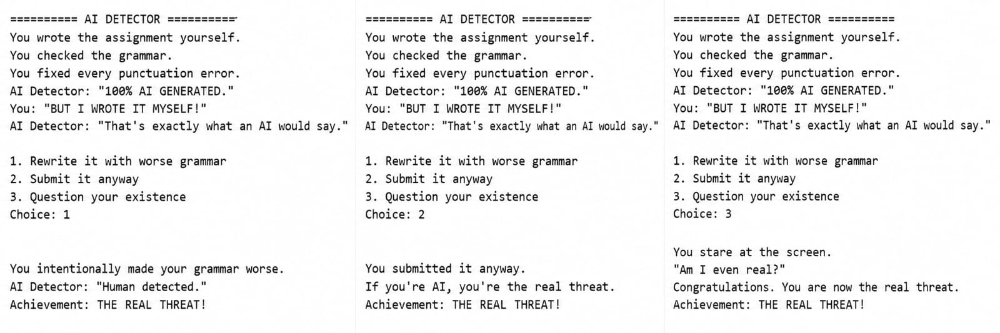 ========== AI DETECTOR ==========
You wrote the assignment yourself.
You checked the grammar.
You fixed every punctuation error.
AI Detector: "100% AI GENERATED."
You: "BUT I WROTE IT MYSELF!"
AI Detector: "That's exactly what an AI would say."
1. Rewrite it with worse grammar
2. Submit it anyway
3. Question your existence
Choice: 1
You intentionally made your grammar worse.
AI Detector: "Human detected."
Achievement: THE REAL THREAT!
========== AI DETECTOR ==========
You wrote the assignment yourself.
You checked the grammar.
You fixed every punctuation error.
AI Detector: "100% AI GENERATED."
You: "BUT I WROTE IT MYSELF!"
AI Detector: "That's exactly what an AI would say."
1. Rewrite it with worse grammar
2. Submit it anyway
3. Question your existence
Choice: 2
You submitted it anyway.
If you're AI, you're the real threat.
Achievement: THE REAL THREAT!
========== AI DETECTOR ==========
You wrote the assignment yourself.
You checked the grammar.
You fixed every punctuation error.
AI Detector: "100% AI GENERATED."
You: "BUT I WROTE IT MYSELF!"
AI Detector: "That's exactly what an AI would say."
1. Rewrite it with worse grammar
2. Submit it anyway
3. Question your existence
Choice: 3
You stare at the screen.
"Am I even real?"
Congratulations. You are now the real threat.
Achievement: THE REAL THREAT!